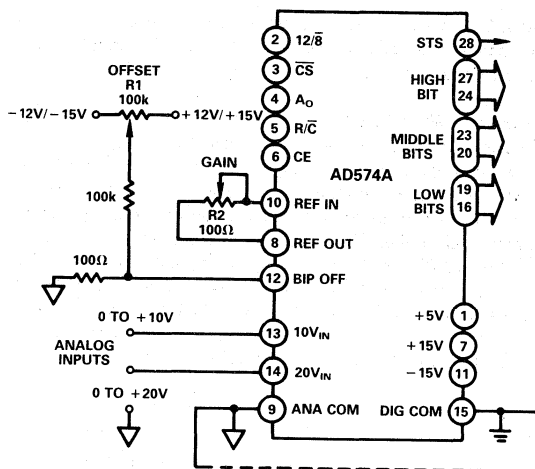 2 12/8̅
STS 28
3 C̅S̅
OFFSET
R1
100k
HIGH
BIT
27
24
4 A₀
−12V/−15V
+12V/+15V
5 R/C̅
MIDDLE
BITS
23
20
6 CE
GAIN
AD574A
100k
R2
100Ω
10 REF IN
LOW
BITS
19
16
8 REF OUT
100Ω
12 BIP OFF
+5V 1
0 TO +10V
13 10VIN
+15V 7
ANALOG
INPUTS
14 20VIN
−15V 11
0 TO +20V
9 ANA COM
DIG COM 15